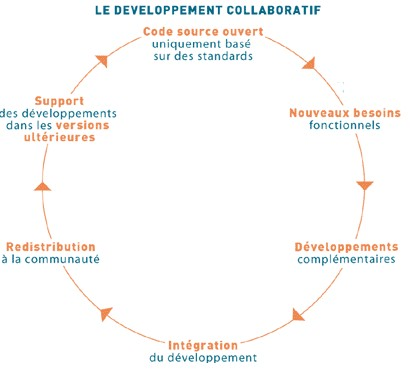 LE DEVELOPPEMENT COLLABORATIF
Code source ouvert
uniquement basé
sur des standards
Nouveaux besoins
fonctionnels
Développements
complémentaires
Intégration
du développement
Redistribution
à la communauté
Support
des développements
dans les versions
ultérieures